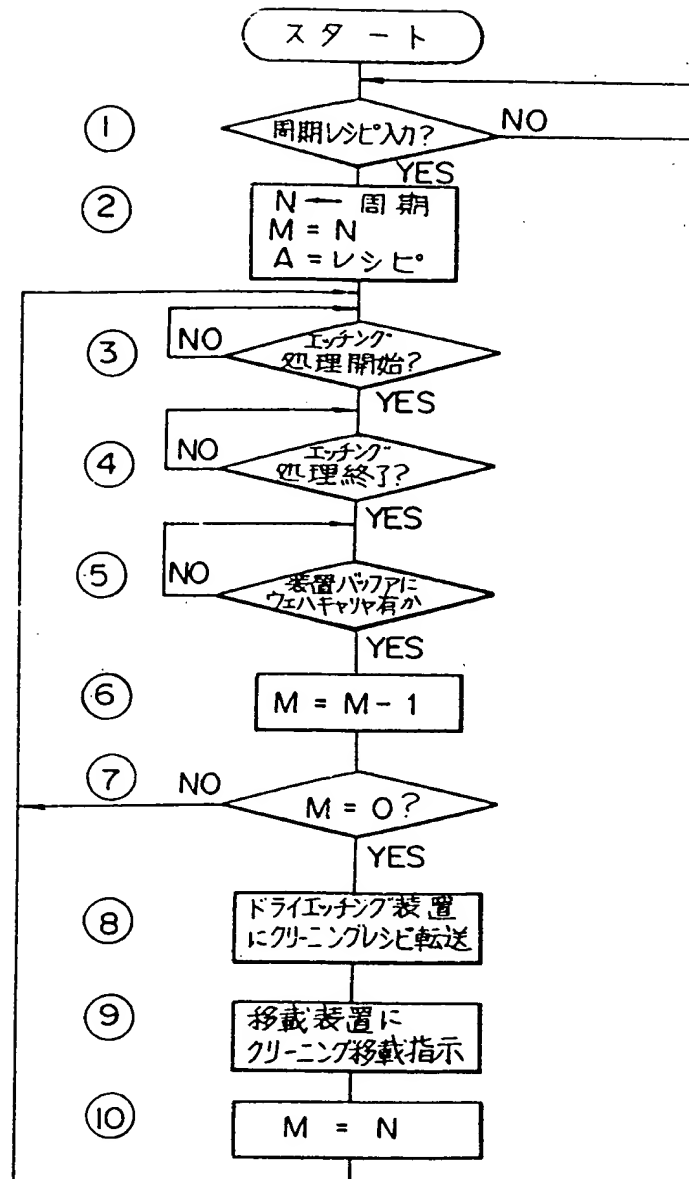 スタート
① 周期レシピ入力? NO
YES
② N ← 周期
M = N
A = レシピ
③ NO エッチング
処理開始?
YES
④ NO エッチング
処理終了?
YES
⑤ NO 装置バッファに
ウェハキャリヤ有か
YES
⑥ M = M - 1
⑦ NO M = 0?
YES
⑧ ドライエッチング装置
にクリーニングレシピ転送
⑨ 移載装置に
クリーニング移載指示
⑩ M = N